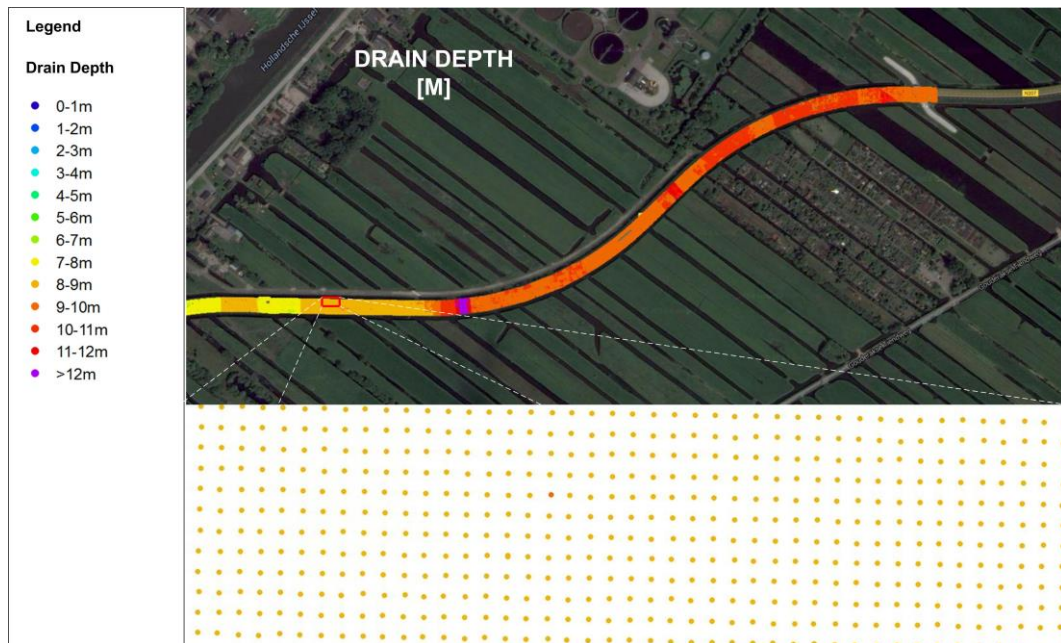 Legend
Drain Depth
0-1m
1-2m
2-3m
3-4m
4-5m
5-6m
6-7m
7-8m
8-9m
9-10m
10-11m
11-12m
>12m
Hollandsche IJssel
DRAIN DEPTH
[M]